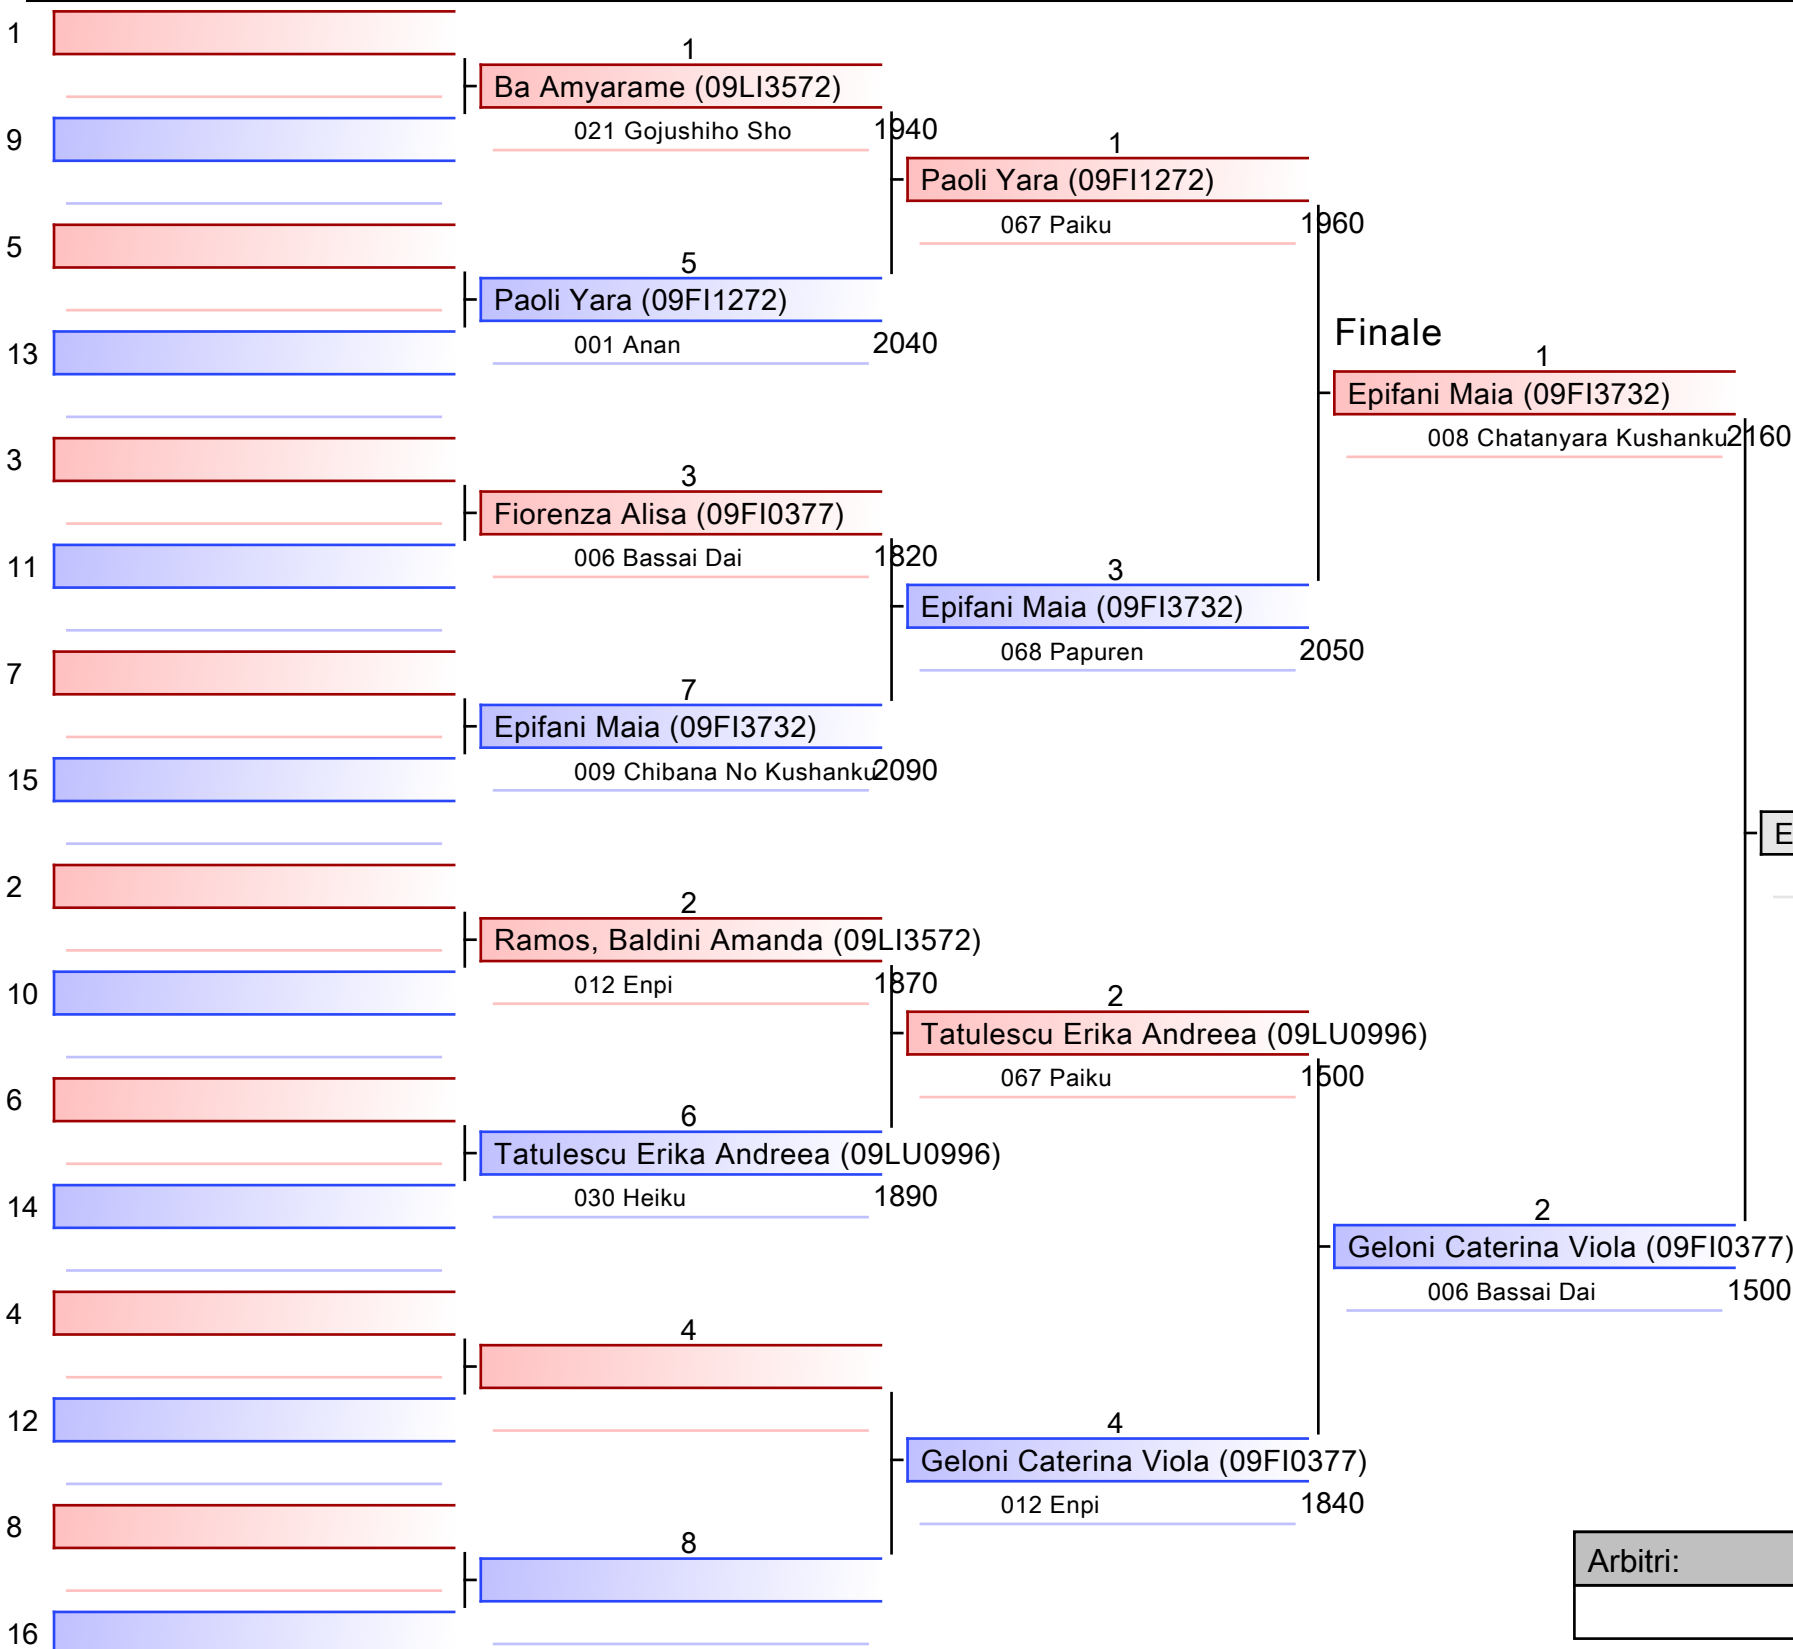 1
1
Ba Amyarame (09LI3572)
021 Gojushiho Sho 1940
9
1
Paoli Yara (09FI1272)
067 Paiku 1960
5
5
Paoli Yara (09FI1272)
001 Anan 2040
13
Finale
1
Epifani Maia (09FI3732)
008 Chatanyara Kushanku 2160
3
3
Fiorenza Alisa (09FI0377)
006 Bassai Dai 1820
11
3
Epifani Maia (09FI3732)
068 Papuren 2050
7
7
Epifani Maia (09FI3732)
009 Chibana No Kushanku 2090
15
E
2
2
Ramos, Baldini Amanda (09LI3572)
012 Enpi 1870
10
2
Tatulescu Erika Andreea (09LU0996)
067 Paiku 1500
6
6
Tatulescu Erika Andreea (09LU0996)
030 Heiku 1890
14
2
Geloni Caterina Viola (09FI0377)
006 Bassai Dai 1500
4
4
12
4
Geloni Caterina Viola (09FI0377)
012 Enpi 1840
8
8
Arbitri:
16